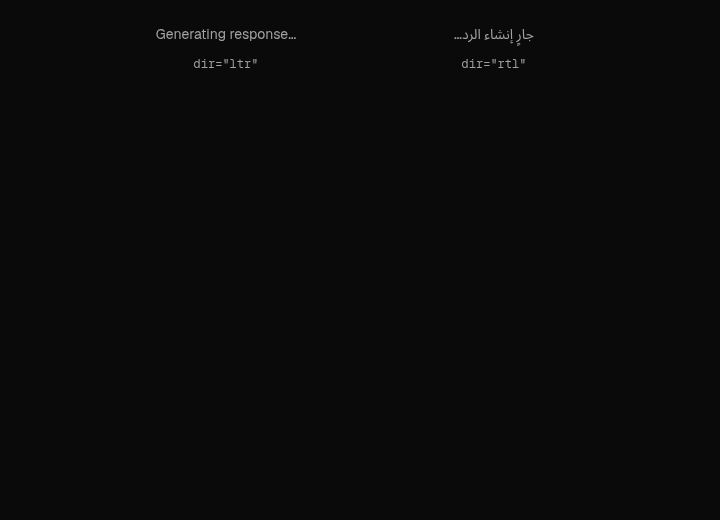 Generating response…
dir="ltr"
جارٍ إنشاء الرد…
dir="rtl"